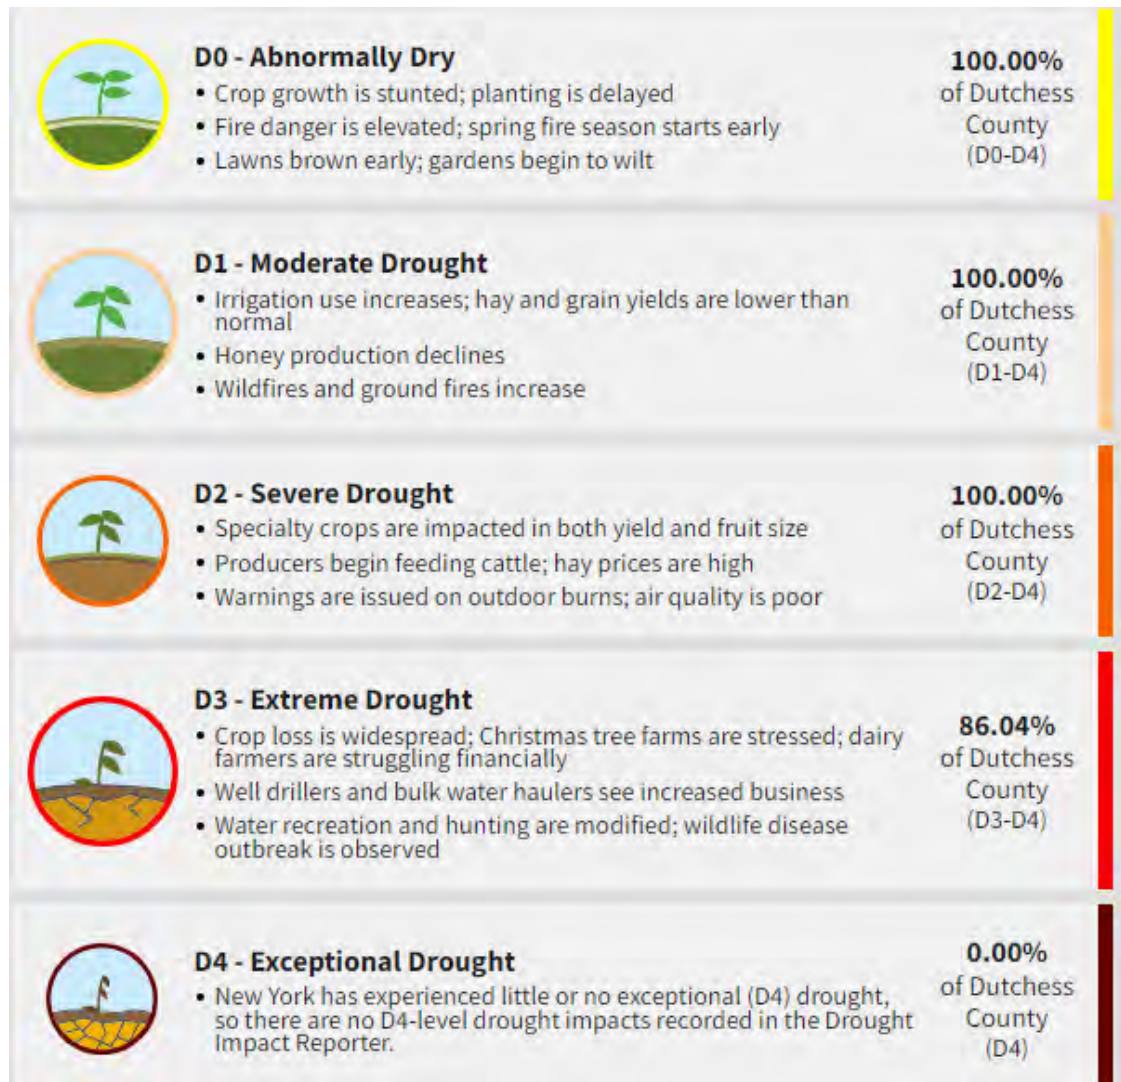 D0 - Abnormally Dry
• Crop growth is stunted; planting is delayed
• Fire danger is elevated; spring fire season starts early
• Lawns brown early; gardens begin to wilt
100.00%
of Dutchess
County
(D0-D4)
D1 - Moderate Drought
• Irrigation use increases; hay and grain yields are lower than
normal
• Honey production declines
• Wildfires and ground fires increase
100.00%
of Dutchess
County
(D1-D4)
D2 - Severe Drought
• Specialty crops are impacted in both yield and fruit size
• Producers begin feeding cattle; hay prices are high
• Warnings are issued on outdoor burns; air quality is poor
100.00%
of Dutchess
County
(D2-D4)
D3 - Extreme Drought
• Crop loss is widespread; Christmas tree farms are stressed; dairy
farmers are struggling financially
• Well drillers and bulk water haulers see increased business
• Water recreation and hunting are modified; wildlife disease
outbreak is observed
86.04%
of Dutchess
County
(D3-D4)
D4 - Exceptional Drought
• New York has experienced little or no exceptional (D4) drought,
so there are no D4-level drought impacts recorded in the Drought
Impact Reporter.
0.00%
of Dutchess
County
(D4)